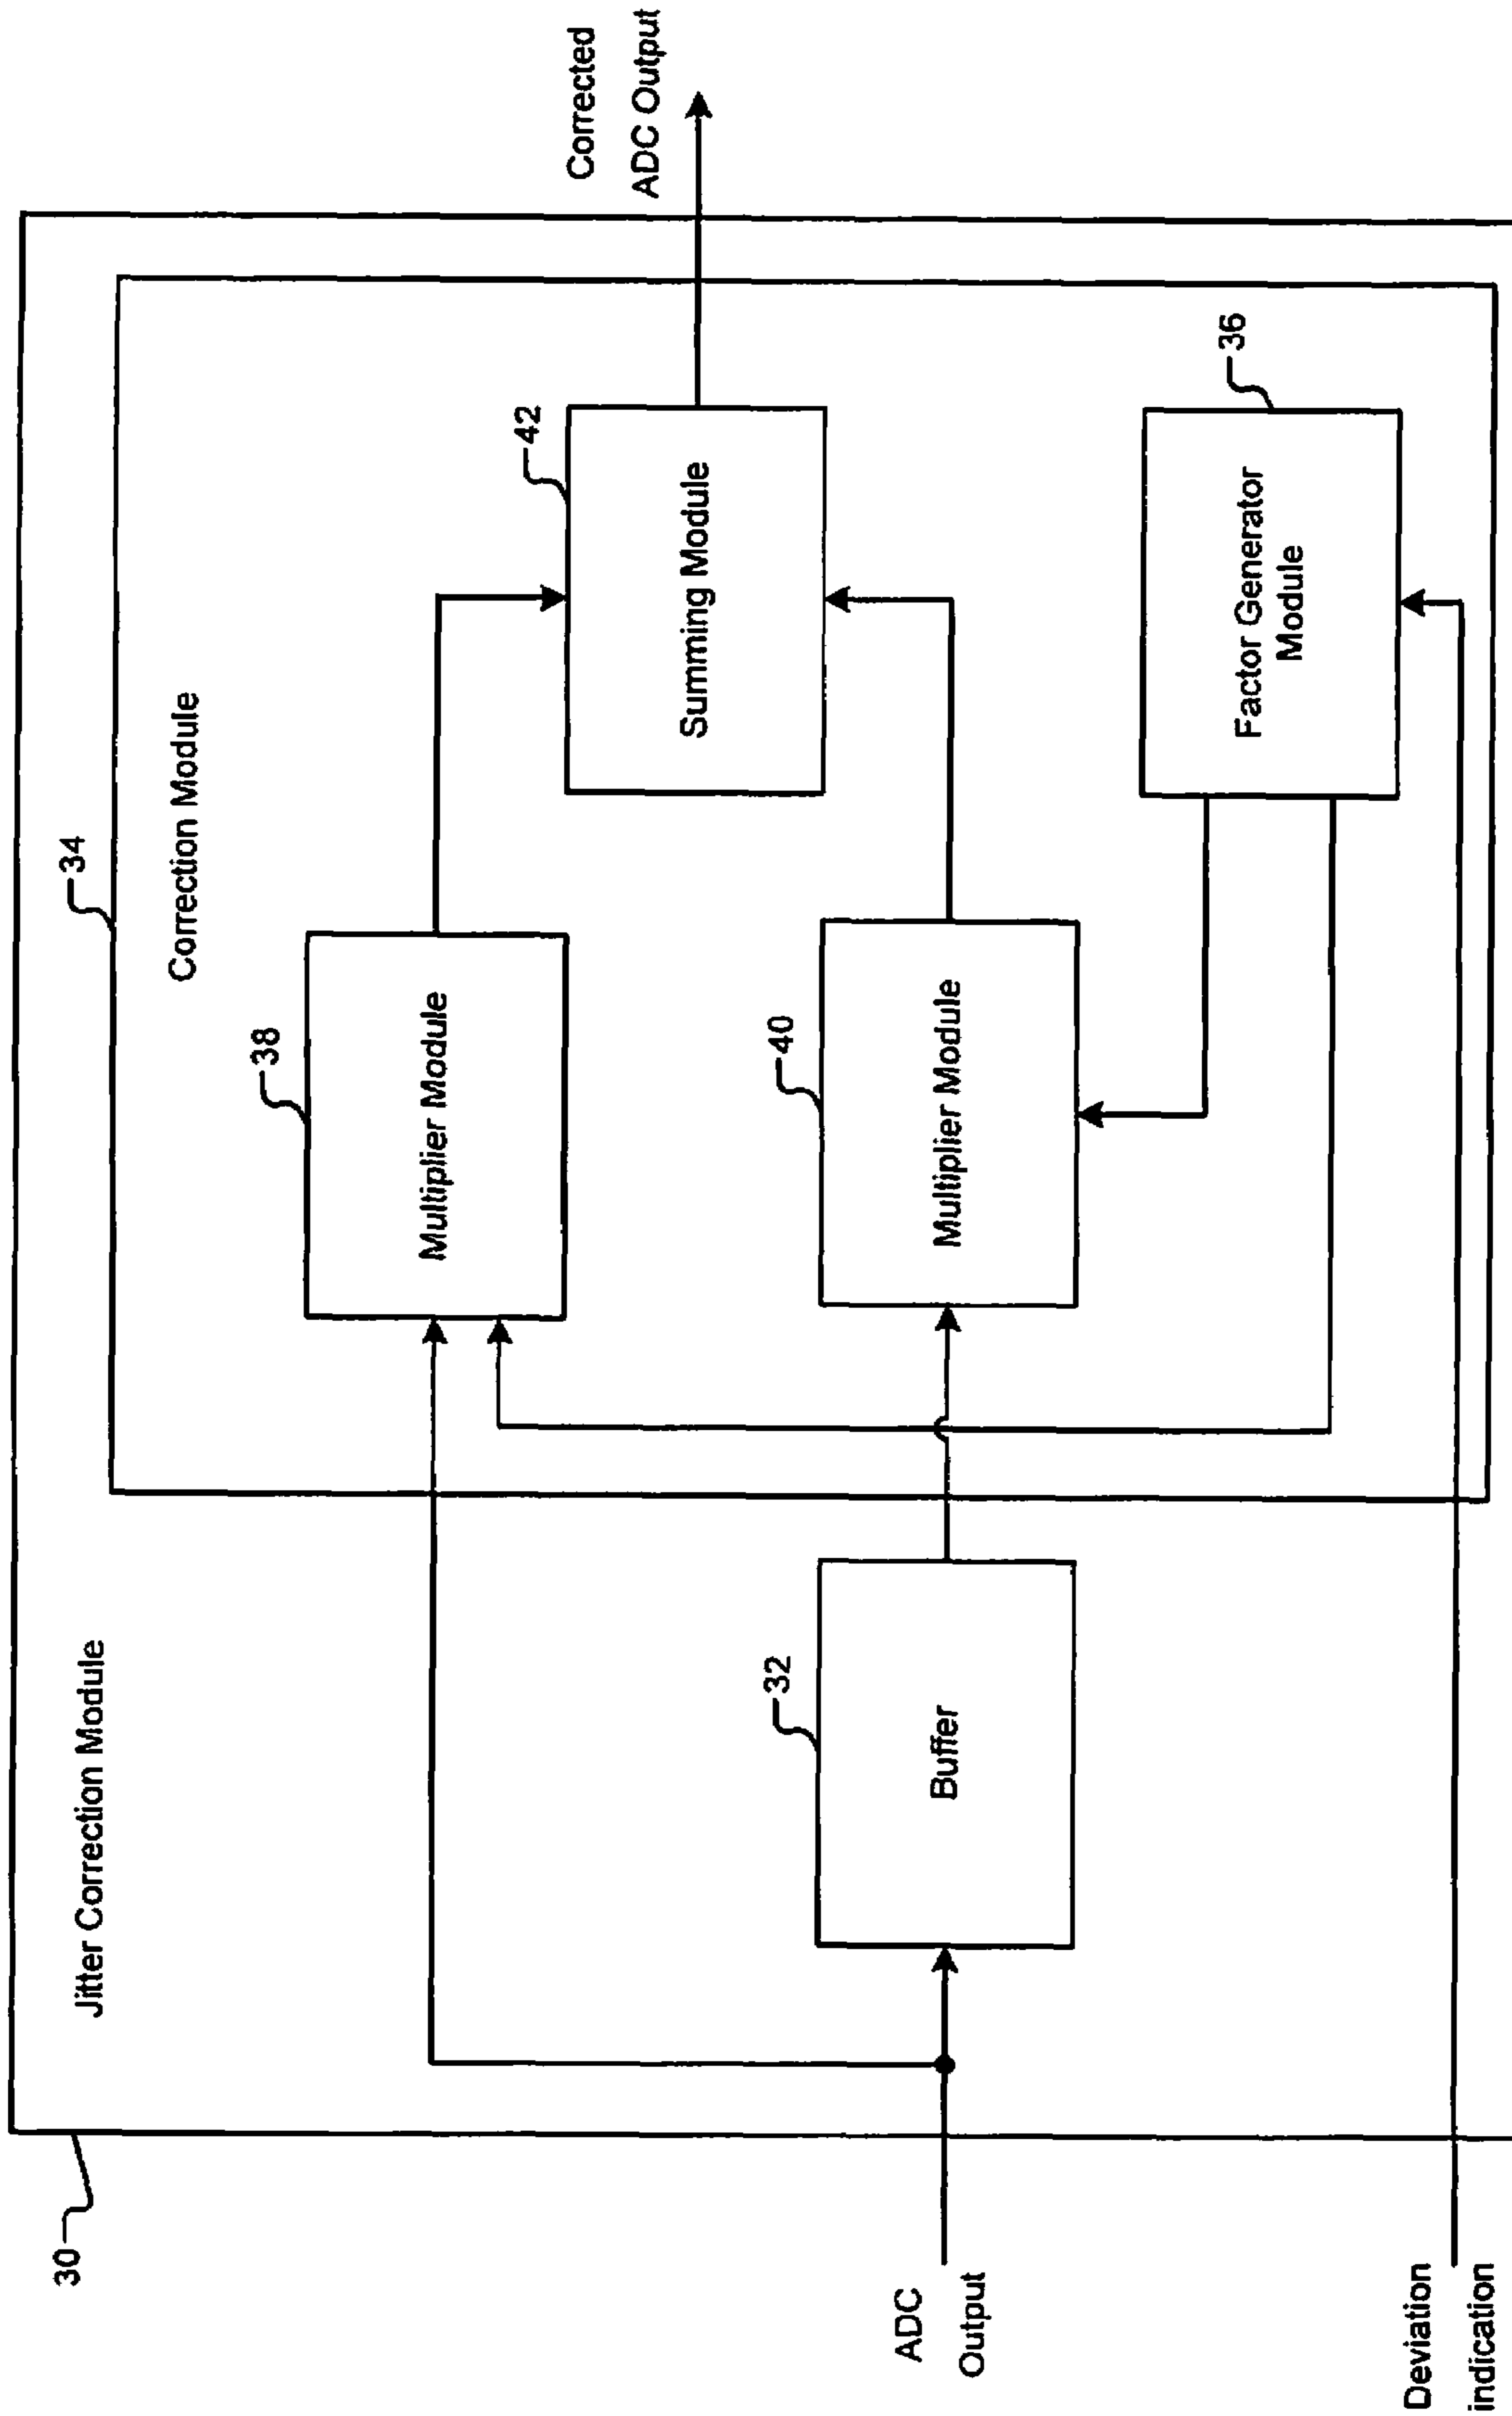 30
Jitter Correction Module
34
Correction Module
38
Multiplier Module
42
Summing Module
Corrected
ADC Output
32
Buffer
40
Multiplier Module
36
Factor Generator
Module
ADC
Output
Deviation
indication